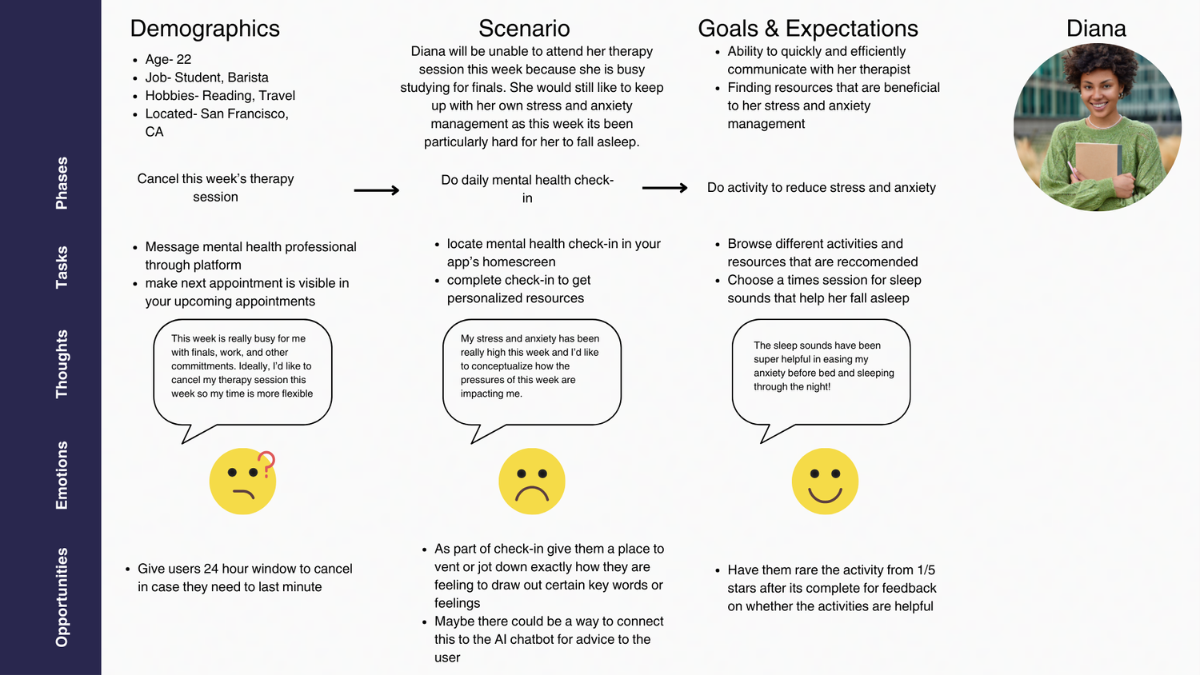 Demographics
• Age- 22
• Job- Student, Barista
• Hobbies- Reading, Travel
• Located- San Francisco,
CA
Scenario
Diana will be unable to attend her therapy
session this week because she is busy
studying for finals. She would still like to keep
up with her own stress and anxiety
management as this week its been
particularly hard for her to fall asleep.
Goals & Expectations
• Ability to quickly and efficiently
communicate with her therapist
• Finding resources that are beneficial
to her stress and anxiety
management
Diana
Phases
Cancel this week's therapy
session
Do daily mental health check-
in
Do activity to reduce stress and anxiety
Tasks
• Message mental health professional
through platform
• make next appointment is visible in
your upcoming appointments
• locate mental health check-in in your
app's homescreen
• complete check-in to get
personalized resources
• Browse different activities and
resources that are reccomended
• Choose a times session for sleep
sounds that help her fall asleep
Thoughts
This week is really busy for me
with finals, work, and other
committments. Ideally, I'd like to
cancel my therapy session this
week so my time is more flexible
My stress and anxiety has been
really high this week and I'd like
to conceptualize how the
pressures of this week are
impacting me.
The sleep sounds have been
super helpful in easing my
anxiety before bed and sleeping
through the night!
Emotions
?
Opportunities
• Give users 24 hour window to cancel
in case they need to last minute
• As part of check-in give them a place to
vent or jot down exactly how they are
feeling to draw out certain key words or
feelings
• Maybe there could be a way to connect
this to the AI chatbot for advice to the
user
• Have them rare the activity from 1/5
stars after its complete for feedback
on whether the activities are helpful